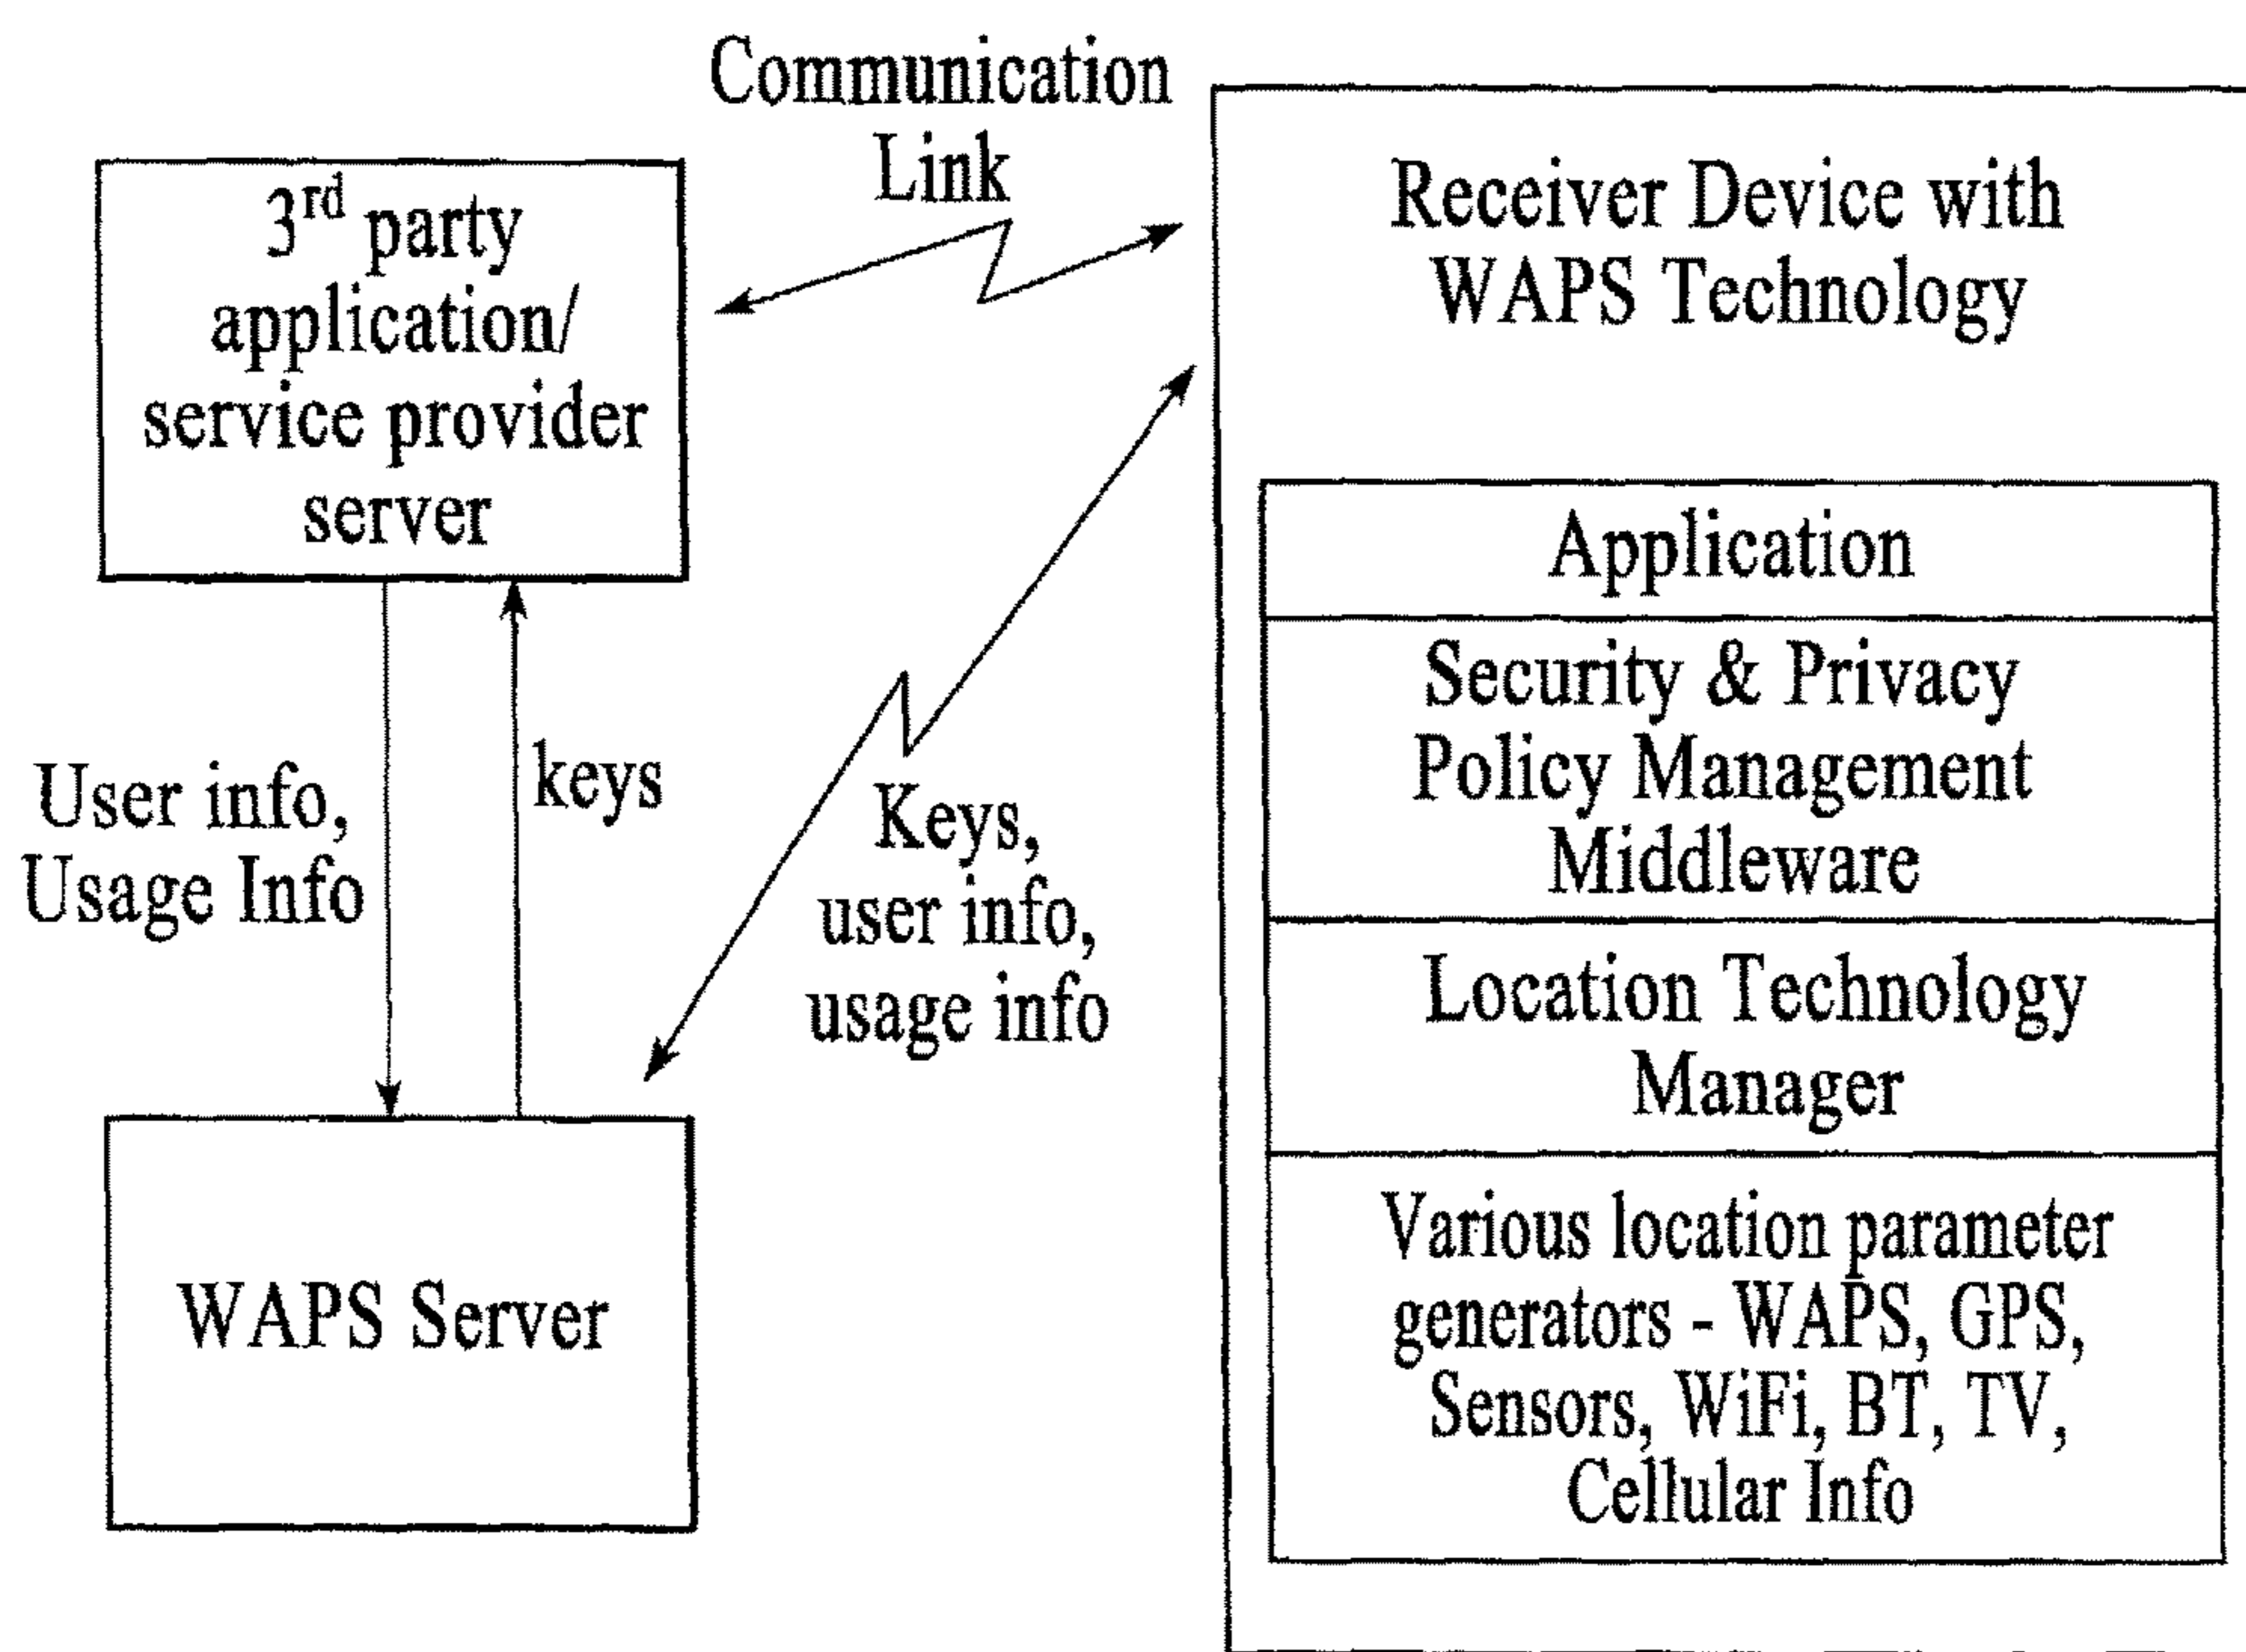 Communication
Link
3rd party
application/
service provider
server
Receiver Device with
WAPS Technology
Application
Security & Privacy
Policy Management
Middleware
Location Technology
Manager
Various location parameter
generators - WAPS, GPS,
Sensors, WiFi, BT, TV,
Cellular Info
User info,
Usage Info
keys
Keys,
user info,
usage info
WAPS Server